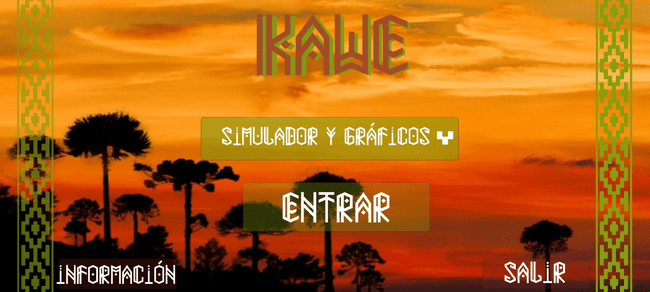 KAWE
SIMULADOR Y GRÁFICOS
ENTRAR
INFORMACIÓN
SALIR